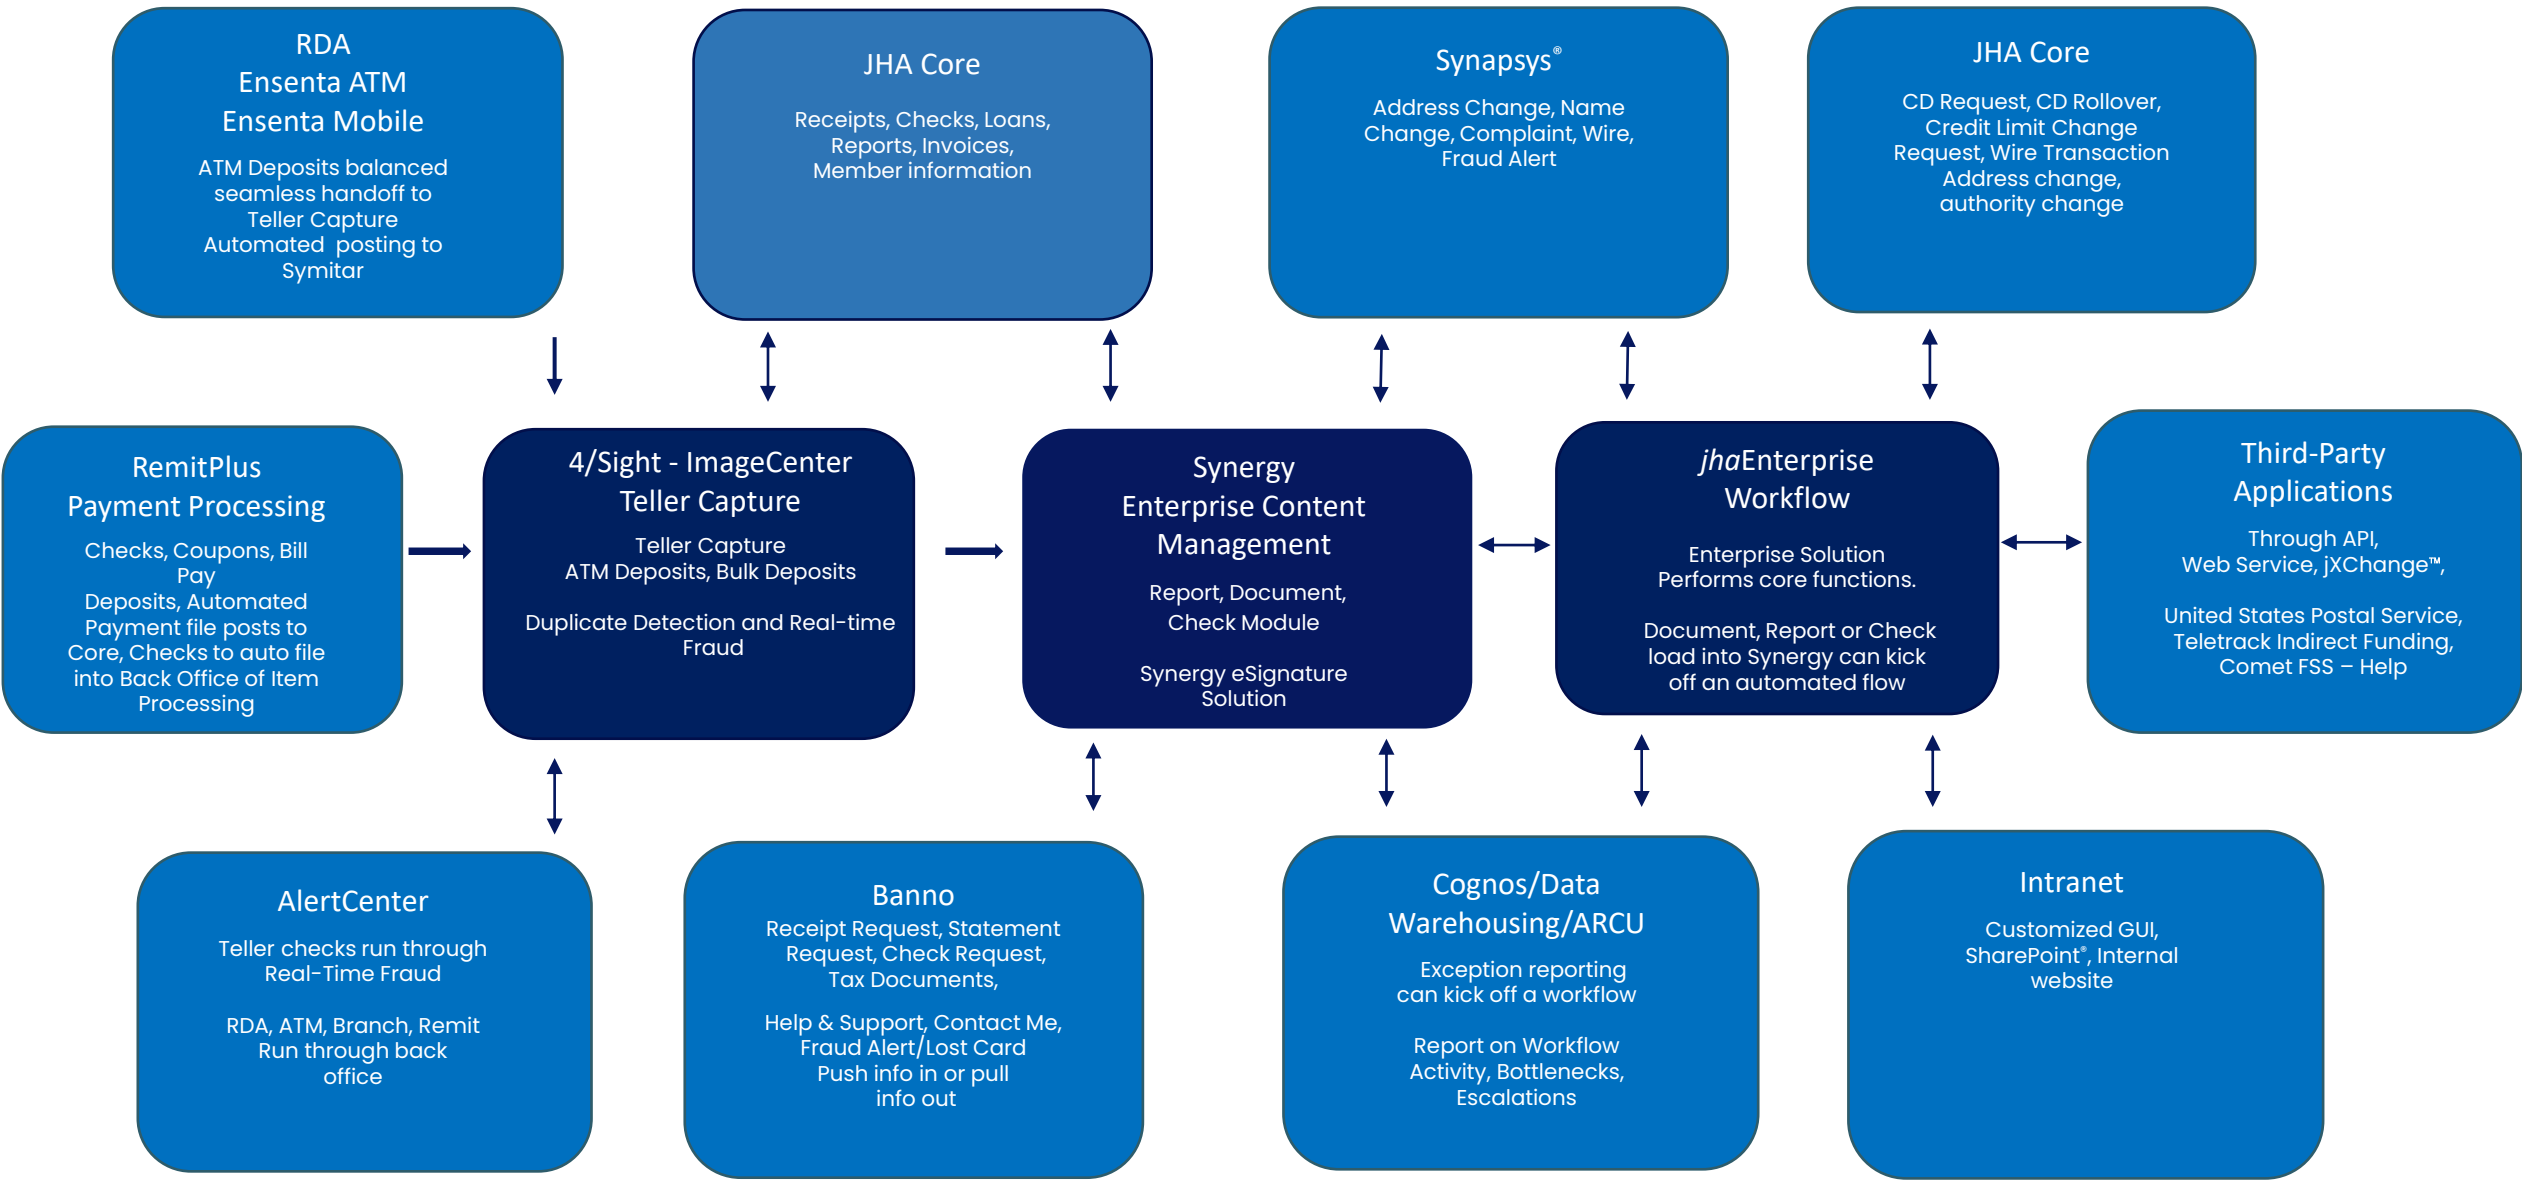 RDA
Ensenta ATM
Ensenta Mobile
ATM Deposits balanced
seamless handoff to
Teller Capture
Automated  posting to
Symitar
JHA Core
Receipts, Checks, Loans,
Reports, Invoices,
Member information
Synapsys®
Address Change, Name
Change, Complaint, Wire,
Fraud Alert
JHA Core
CD Request, CD Rollover,
Credit Limit Change
Request, Wire Transaction
Address change,
authority change
RemitPlus
Payment Processing
Checks, Coupons, Bill
Pay
Deposits, Automated
Payment file posts to
Core, Checks to auto file
into Back Office of Item
Processing
4/Sight - ImageCenter
Teller Capture
Teller Capture
ATM Deposits, Bulk Deposits
Duplicate Detection and Real-time
Fraud
Synergy
Enterprise Content
Management
Report, Document,
Check Module
Synergy eSignature
Solution
jhaEnterprise
Workflow
Enterprise Solution
Performs core functions.
Document, Report or Check
load into Synergy can kick
off an automated flow
Third-Party
Applications
Through API,
Web Service, jXChange™,
United States Postal Service,
Teletrack Indirect Funding,
Comet FSS – Help
AlertCenter
Teller checks run through
Real-Time Fraud
RDA, ATM, Branch, Remit
Run through back
office
Banno
Receipt Request, Statement
Request, Check Request,
Tax Documents,
Help & Support, Contact Me,
Fraud Alert/Lost Card
Push info in or pull
info out
Cognos/Data
Warehousing/ARCU
Exception reporting
can kick off a workflow
Report on Workflow
Activity, Bottlenecks,
Escalations
Intranet
Customized GUI,
SharePoint®, Internal
website